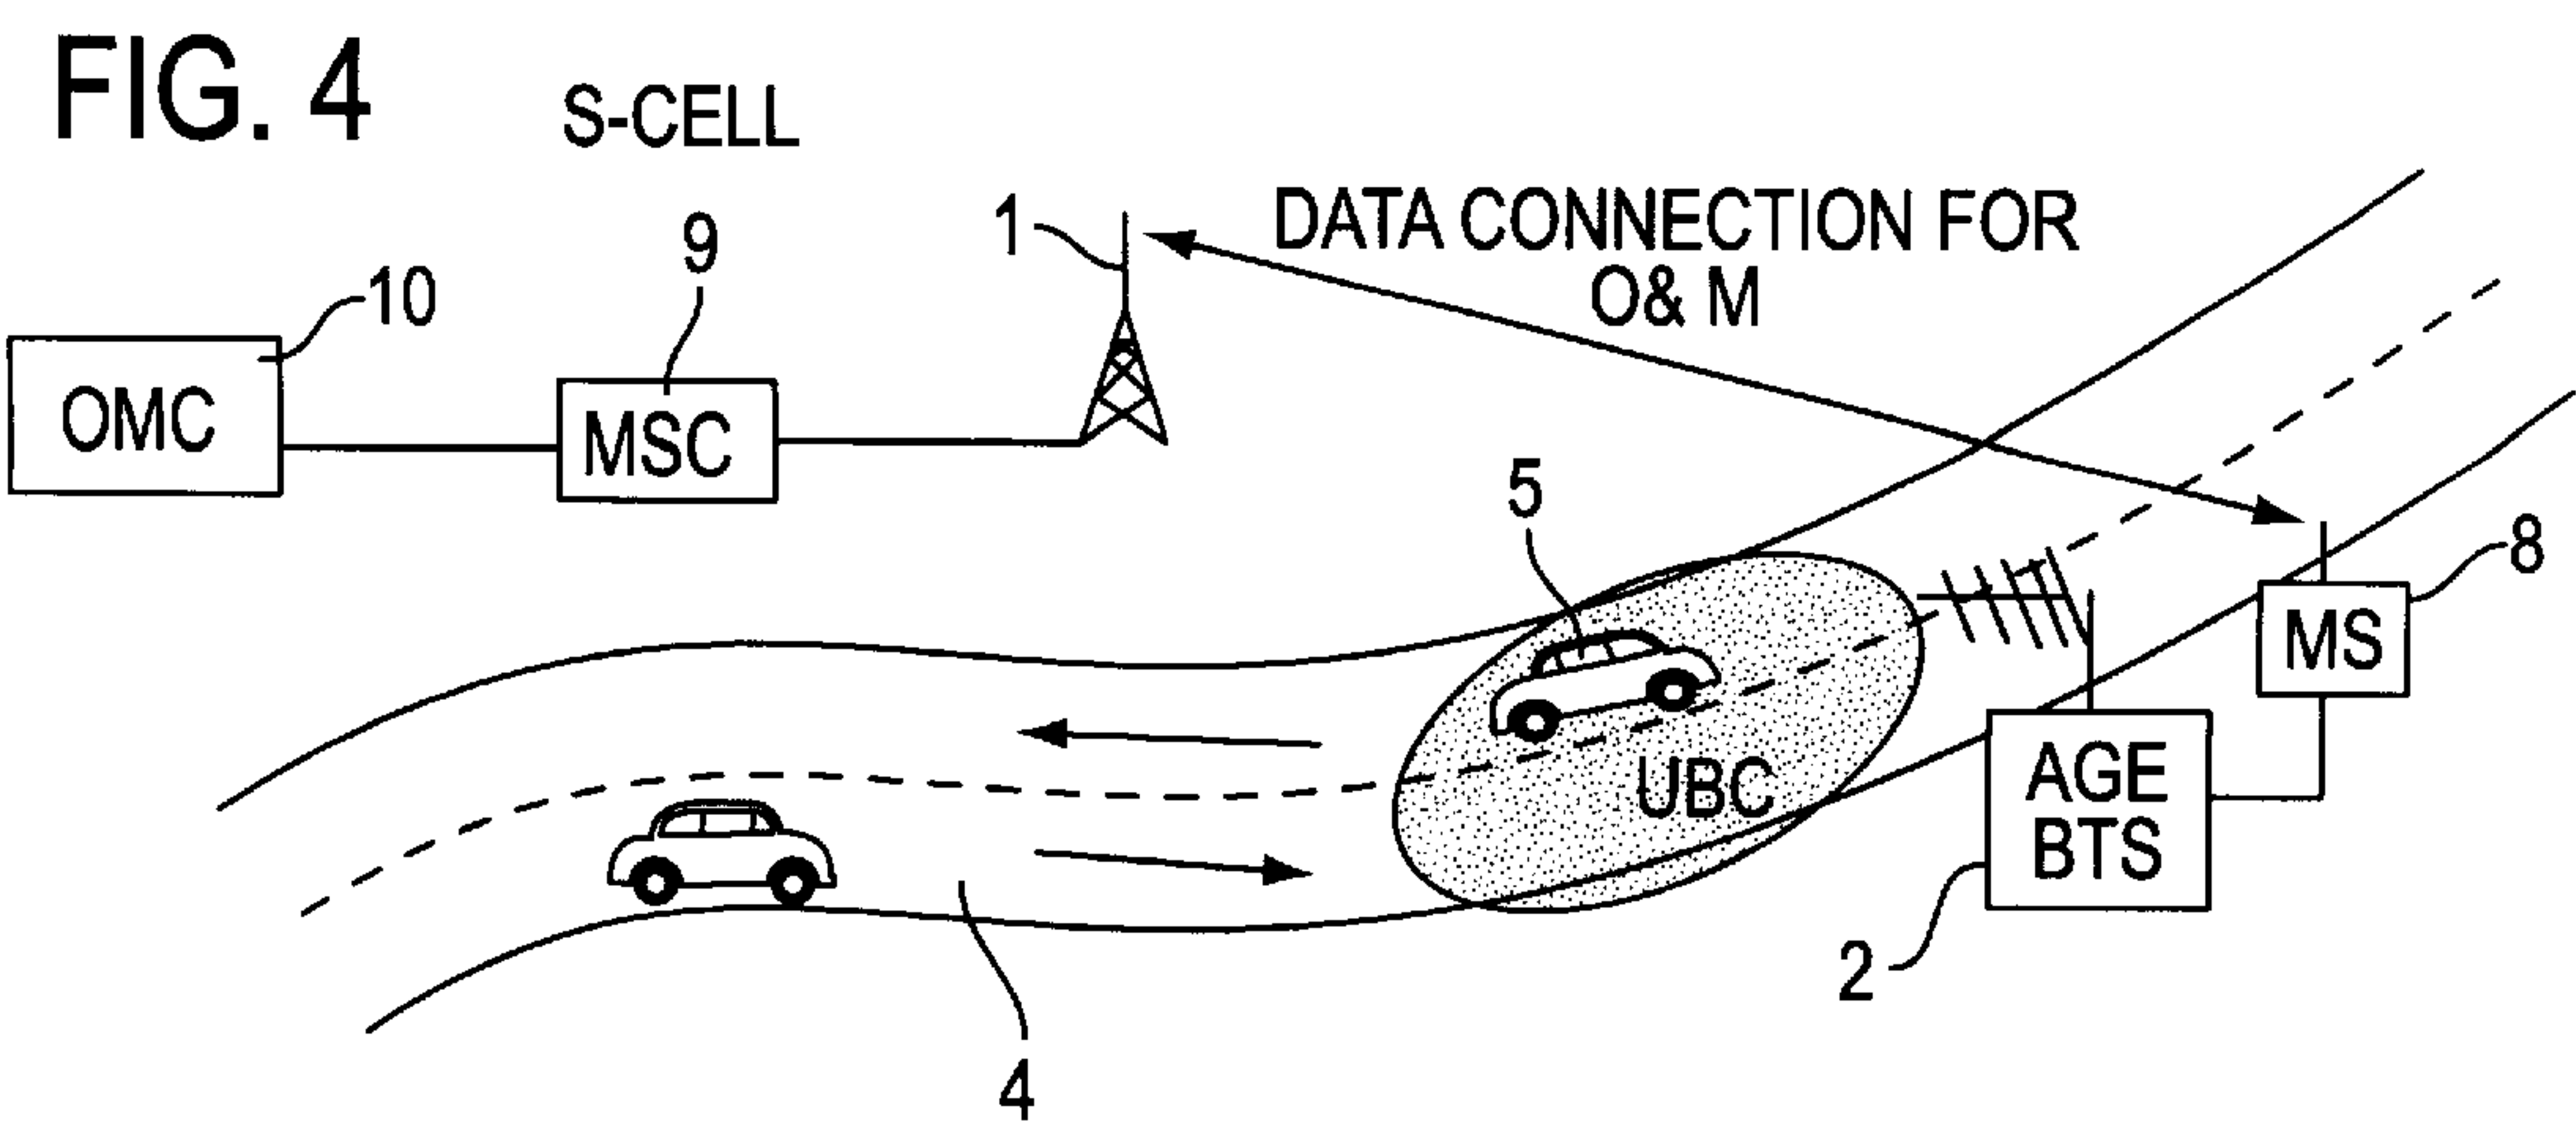 FIG. 4
S-CELL
DATA CONNECTION FOR
O& M
1
9
10
OMC
MSC
5
8
MS
UBC
AGE
BTS
2
4